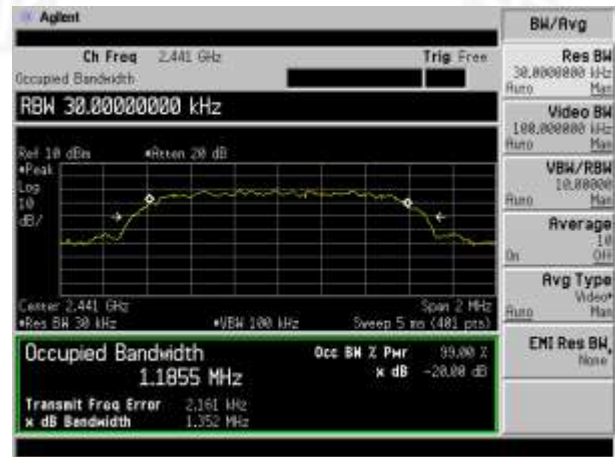 Agilent
BW/Avg
Ch Freq 2.441 GHz Trig Free
Occupied Bandwidth
RBW 30.00000000 kHz
Ref 10 dBm #Atten 20 dB
#Peak
Log
10
dB/
Center 2.441 GHz Span 2 MHz
#Res BW 30 kHz #VBW 100 kHz Sweep 5 ms (401 pts)
Occupied Bandwidth
1.1855 MHz
Occ BW % Pwr 99.00 %
x dB -20.00 dB
Transmit Freq Error 2.161 kHz
x dB Bandwidth 1.352 MHz
Res BW
30.0000000 kHz
Auto Man
Video BW
100.000000 kHz
Auto Man
VBW/RBW
10.00000
Auto Man
Average
10
On Off
Avg Type
Video*
Auto Man
EMI Res BW
None